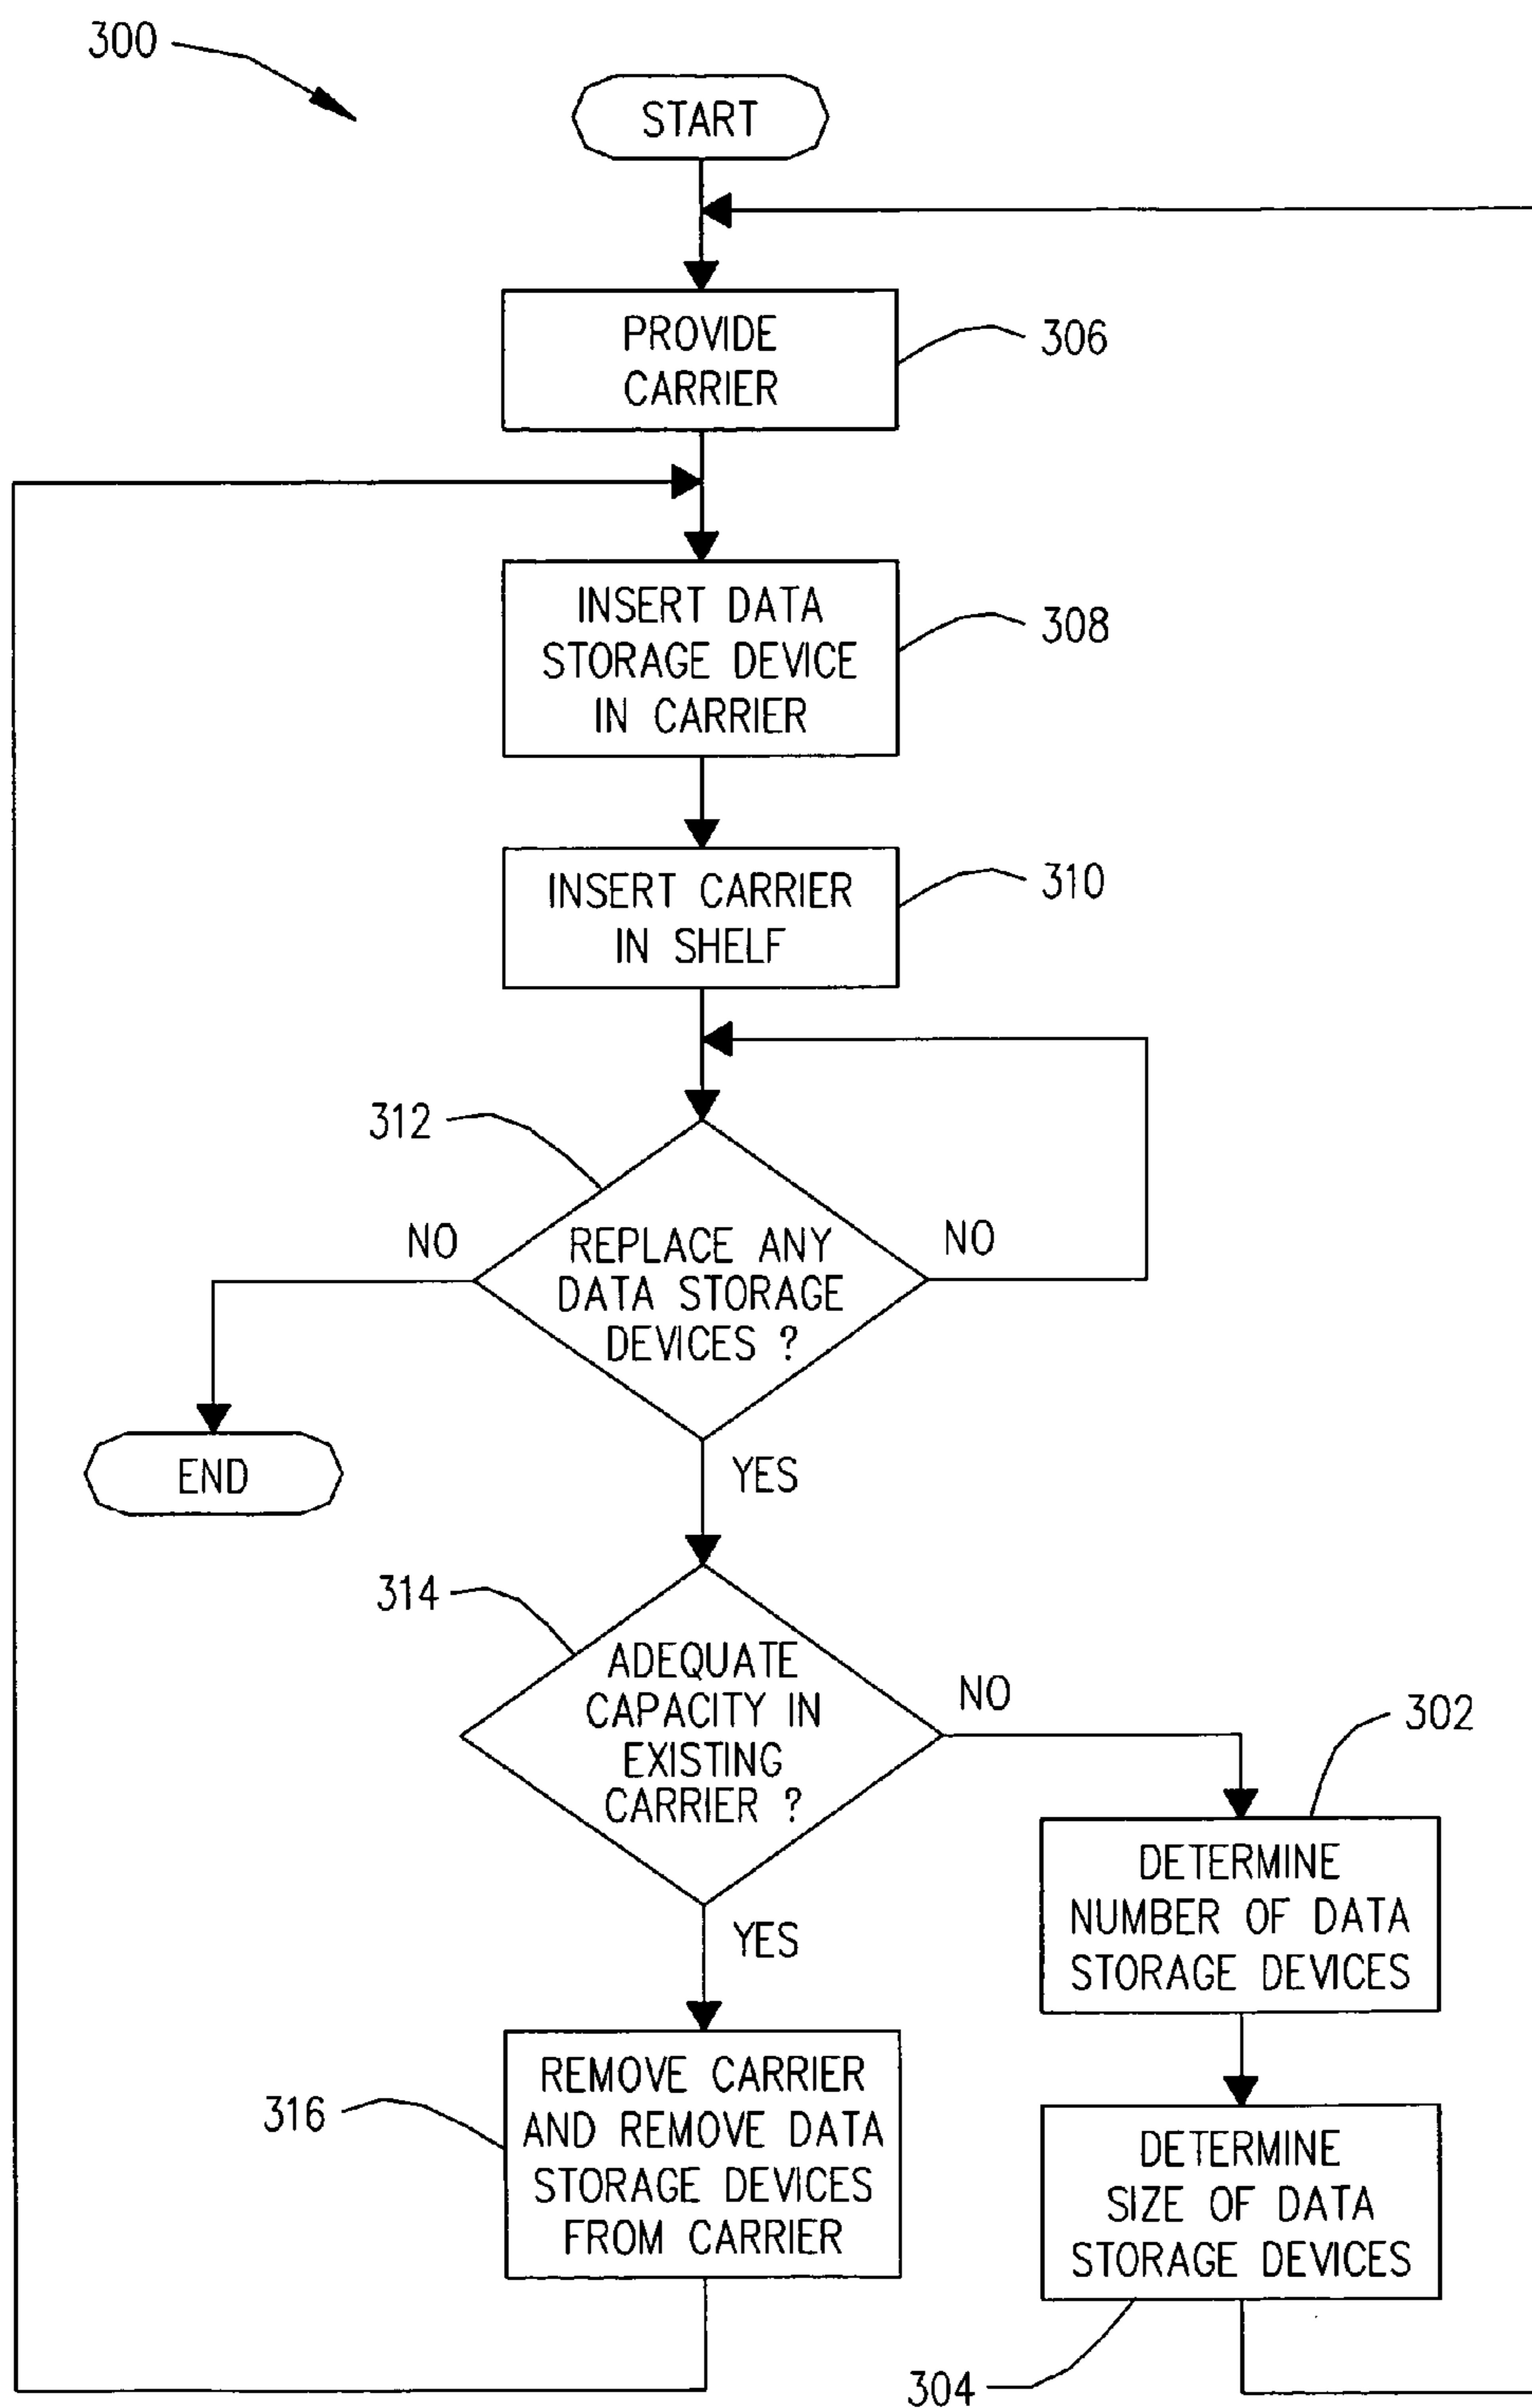 300
START
PROVIDE
CARRIER
306
INSERT DATA
STORAGE DEVICE
IN CARRIER
308
INSERT CARRIER
IN SHELF
310
312
NO
REPLACE ANY
DATA STORAGE
DEVICES ?
NO
END
YES
314
ADEQUATE
CAPACITY IN
EXISTING
CARRIER ?
NO
302
DETERMINE
NUMBER OF DATA
STORAGE DEVICES
YES
316
REMOVE CARRIER
AND REMOVE DATA
STORAGE DEVICES
FROM CARRIER
DETERMINE
SIZE OF DATA
STORAGE DEVICES
304